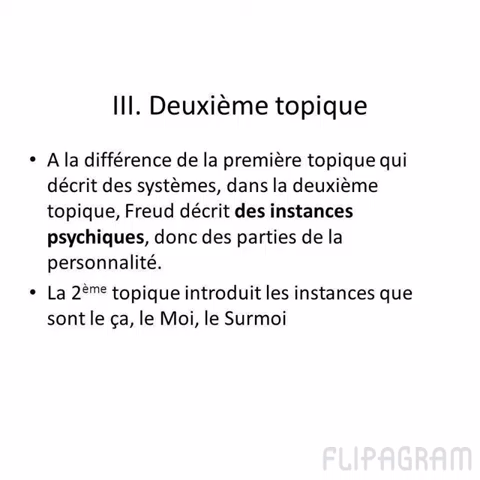 III. Deuxième topique
• A la différence de la première topique qui
décrit des systèmes, dans la deuxième
topique, Freud décrit des instances
psychiques, donc des parties de la
personnalité.
• La 2ème topique introduit les instances que
sont le ça, le Moi, le Surmoi
FLIPAGRAM